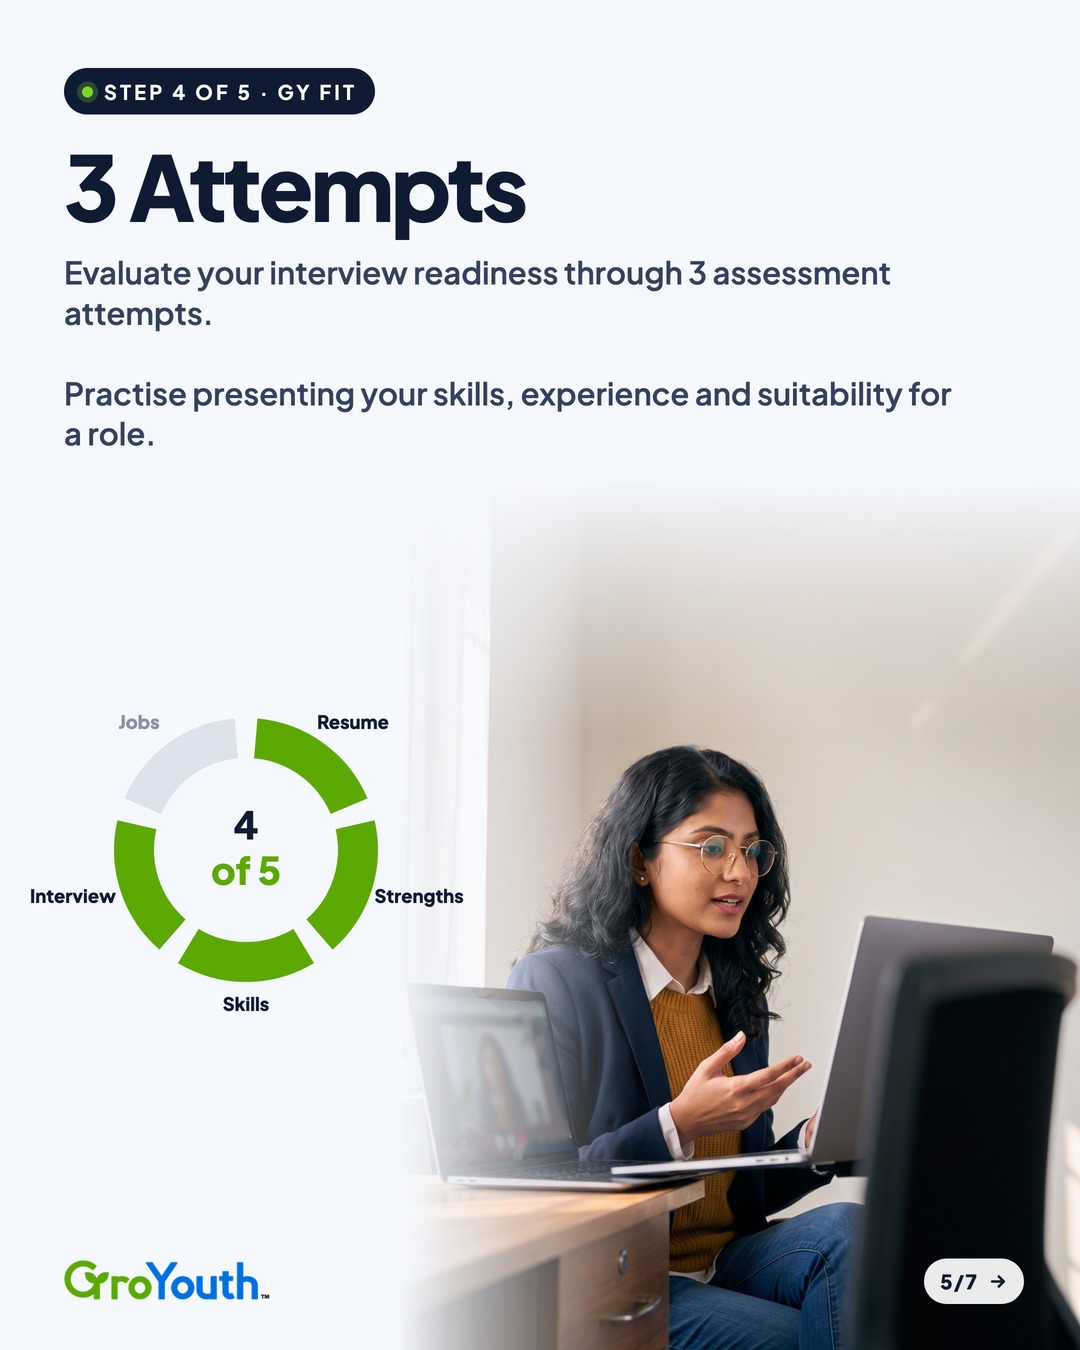 STEP 4 OF 5 · GY FIT
3 Attempts
Evaluate your interview readiness through 3 assessment
attempts.
Practise presenting your skills, experience and suitability for
a role.
Jobs
Resume
4
of 5
Interview
Strengths
Skills
GroYouth™
5/7 →